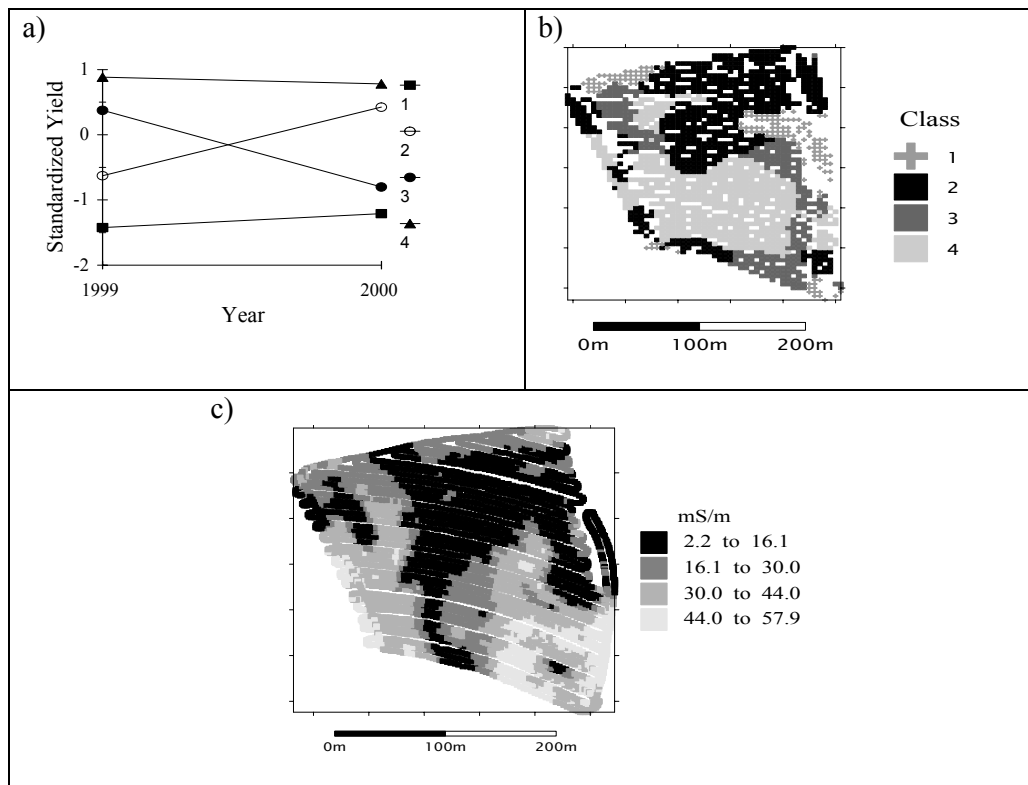 a)
Standardized Yield
1
0
-1
-2
1999
2000
Year
1
2
3
4
b)
Class
1
2
3
4
0m 100m 200m
c)
mS/m
2.2 to 16.1
16.1 to 30.0
30.0 to 44.0
44.0 to 57.9
0m 100m 200m